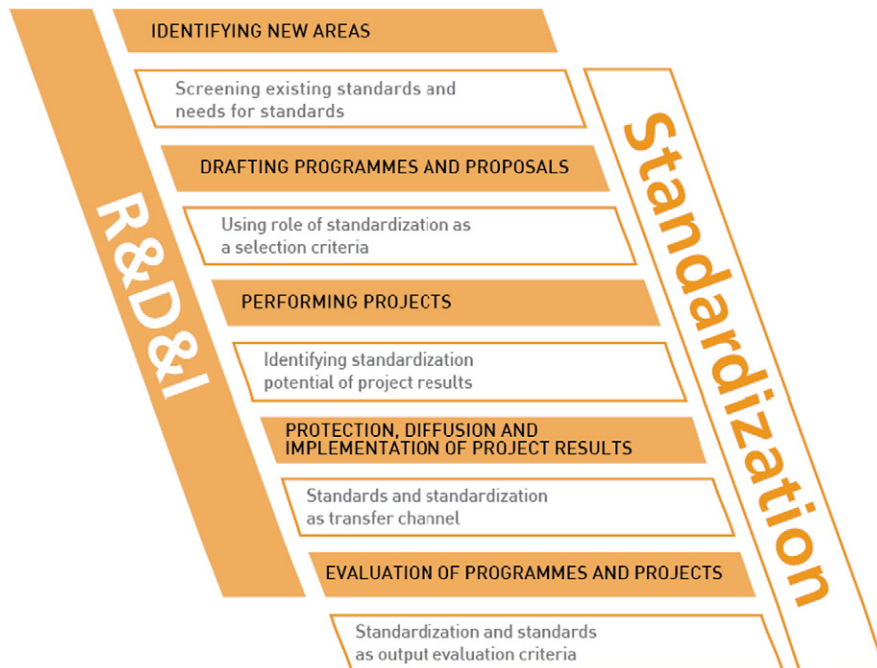 IDENTIFYING NEW AREAS
Screening existing standards and
needs for standards
DRAFTING PROGRAMMES AND PROPOSALS
Using role of standardization as
a selection criteria
PERFORMING PROJECTS
Identifying standardization
potential of project results
PROTECTION, DIFFUSION AND
IMPLEMENTATION OF PROJECT RESULTS
Standards and standardization
as transfer channel
EVALUATION OF PROGRAMMES AND PROJECTS
Standardization and standards
as output evaluation criteria
R&D&I
Standardization